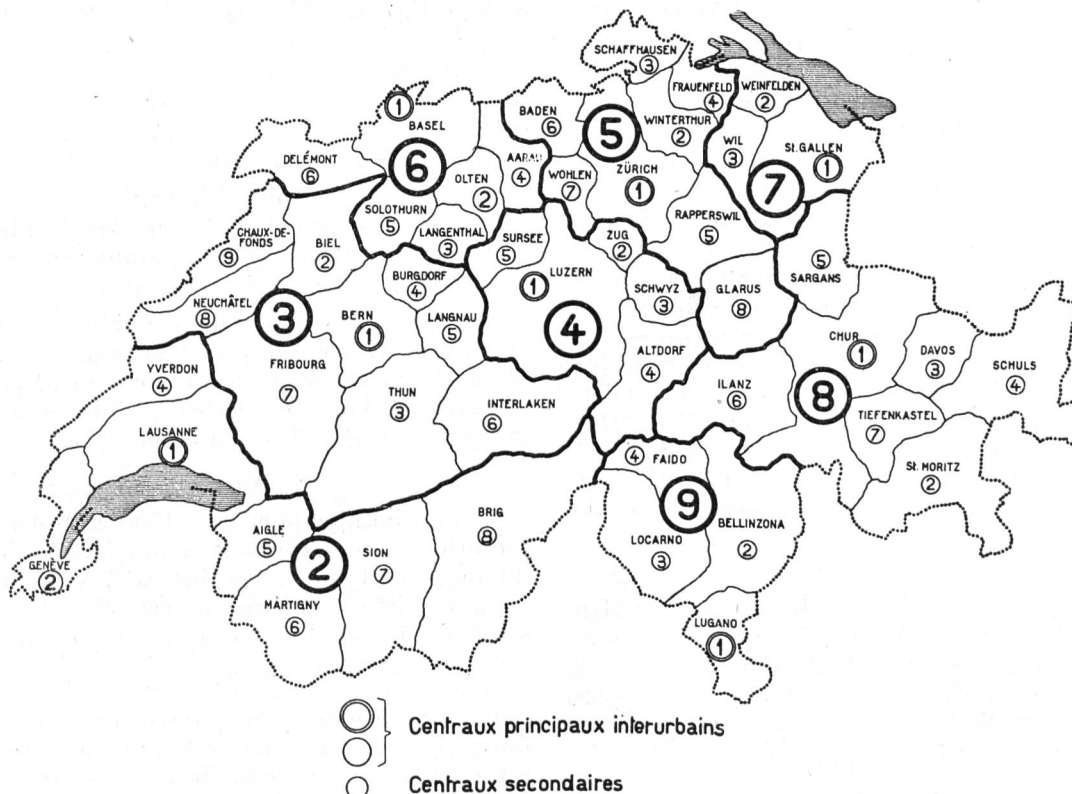 SCHAFFHAUSEN
3
FRAUENFELD
4
WEINFELDEN
2
1
BASEL
BADEN
6
5
WINTERTHUR
2
WIL
3
St. GALLEN
1
DELÉMONT
6
6
AARAU
4
OLTEN
2
WOHLEN
7
ZÜRICH
1
7
SOLOTHURN
5
LANGENTHAL
3
RAPPERSWIL
5
CHAUX-DE-
FONDS
9
BIEL
2
SURSEE
5
LUZERN
1
ZUG
2
5
SARGANS
NEUCHÂTEL
8
3
BURGDORF
4
BERN
1
LANGNAU
5
4
SCHWYZ
3
GLARUS
8
CHUR
1
YVERDON
4
FRIBOURG
7
THUN
3
INTERLAKEN
6
ALTDORF
4
ILANZ
6
8
DAVOS
3
SCHULS
4
TIEFENKASTEL
7
LAUSANNE
1
St. MORITZ
2
4
FAIDO
9
BELLINZONA
2
LOCARNO
3
GENÈVE
2
AIGLE
5
2
SION
7
BRIG
8
MARTIGNY
6
LUGANO
1
Centraux principaux interurbains
Centraux secondaires